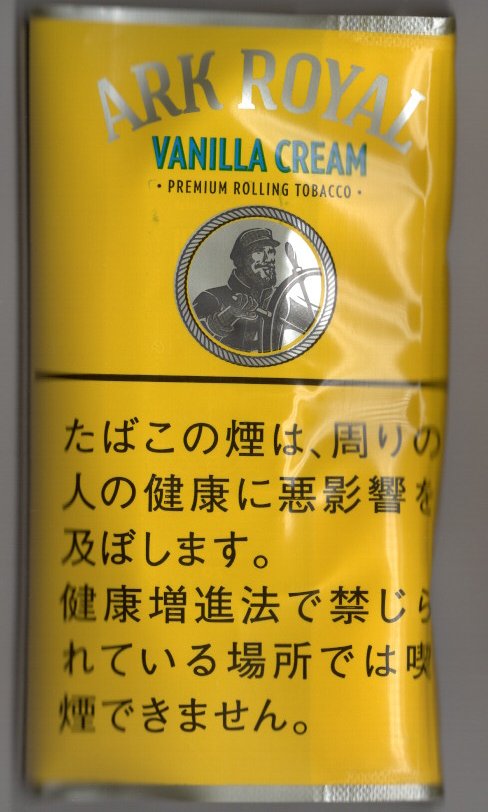 ARK ROYAL
VANILLA CREAM
• PREMIUM ROLLING TOBACCO •
たばこの煙は、周りの
人の健康に悪影響を
及ぼします。
健康増進法で禁じら
れている場所では喫
煙できません。